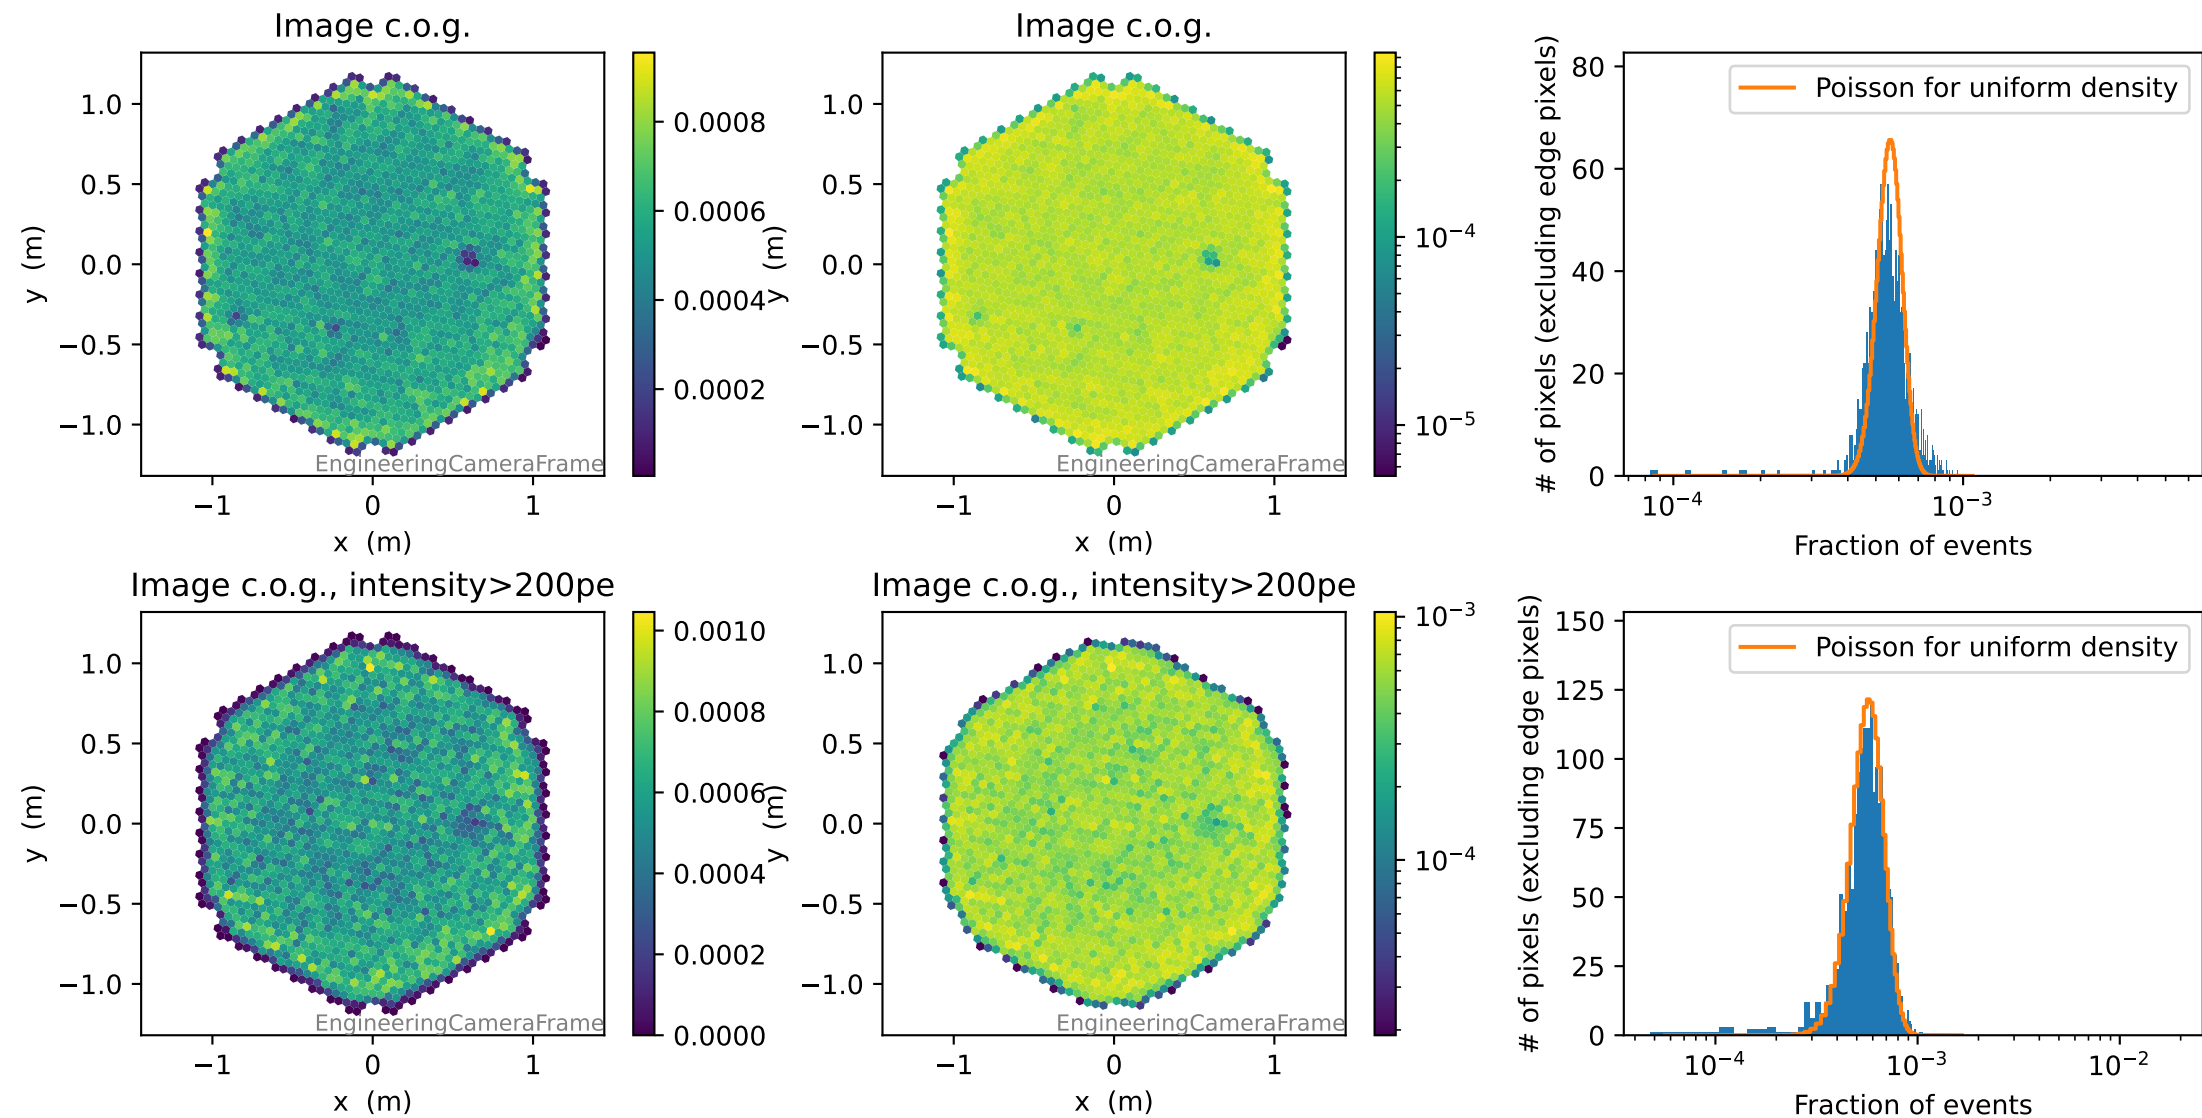 Image c.o.g.
y (m)
1.0
0.5
0.0
−0.5
−1.0
−1 0 1
x (m)
EngineeringCameraFrame
0.0008
0.0006
0.0004
0.0002
Image c.o.g.
y (m)
1.0
0.5
0.0
−0.5
−1.0
−1 0 1
x (m)
EngineeringCameraFrame
10⁻⁴
10⁻⁵
# of pixels (excluding edge pixels)
80
60
40
20
0
Poisson for uniform density
10⁻⁴ 10⁻³
Fraction of events
Image c.o.g., intensity>200pe
y (m)
1.0
0.5
0.0
−0.5
−1.0
−1 0 1
x (m)
EngineeringCameraFrame
0.0010
0.0008
0.0006
0.0004
0.0002
0.0000
Image c.o.g., intensity>200pe
y (m)
1.0
0.5
0.0
−0.5
−1.0
−1 0 1
x (m)
EngineeringCameraFrame
10⁻³
10⁻⁴
# of pixels (excluding edge pixels)
150
125
100
75
50
25
0
Poisson for uniform density
10⁻⁴ 10⁻³ 10⁻²
Fraction of events